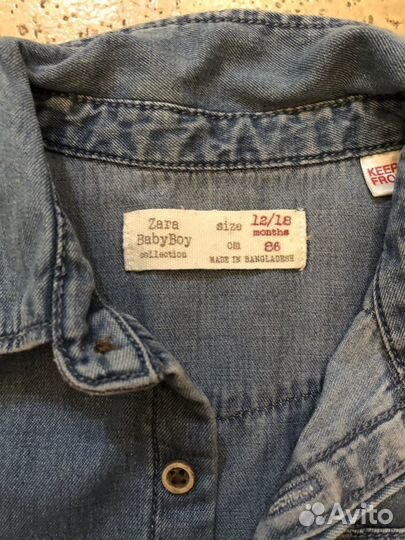 Zara
BabyBoy
collection
size 12/18
months
cm 86
MADE IN BANGLADESH
KEEP
FRO
Avito